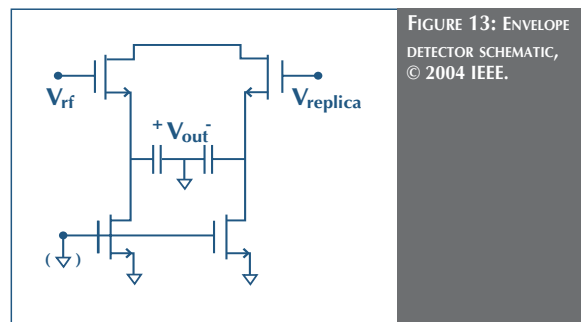 FIGURE 13: ENVELOPE
DETECTOR SCHEMATIC,
© 2004 IEEE.
Vrf
+ Vout -
Vreplica
( )